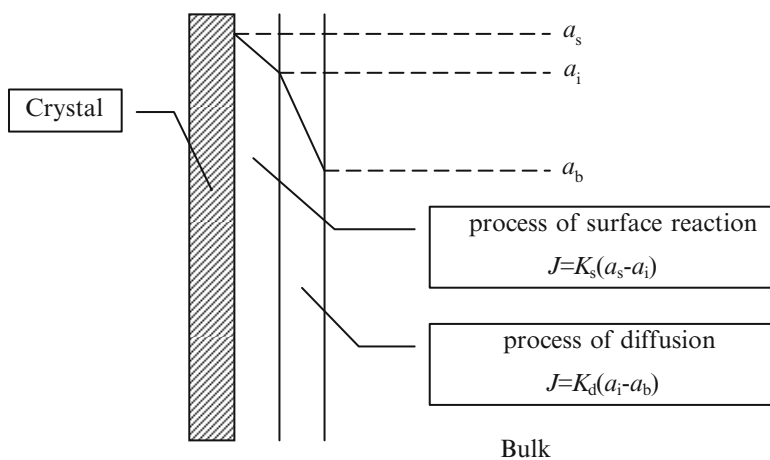 a_s
a_i
Crystal
a_b
process of surface reaction
J=K_s(a_s-a_i)
process of diffusion
J=K_d(a_i-a_b)
Bulk